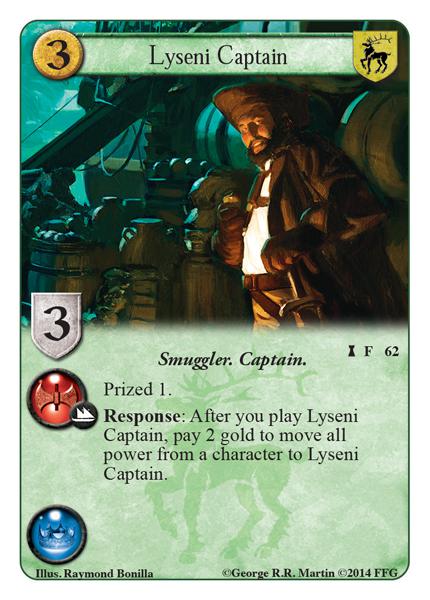 3
Lyseni Captain
3
F 62
Smuggler. Captain.
Prized 1.
Response: After you play Lyseni
Captain, pay 2 gold to move all
power from a character to Lyseni
Captain.
Illus. Raymond Bonilla
©George R.R. Martin ©2014 FFG